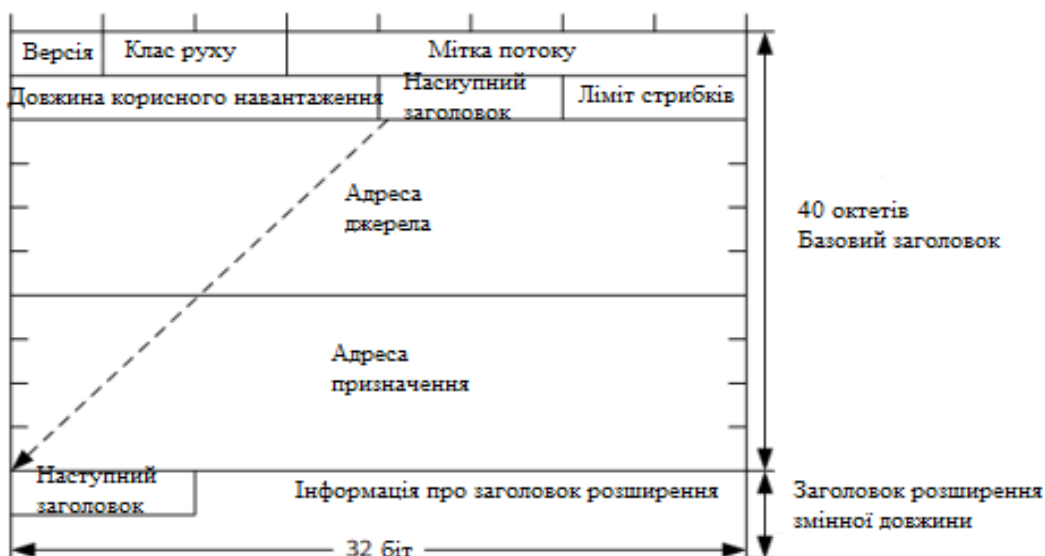 Версія Клас руху Мітка потоку
Довжина корисного навантаження Насиупний
заголовок Ліміт стрибків
Адреса
джерела
40 октетів
Базовий заголовок
Адреса
призначення
Наступний
заголовок
Інформація про заголовок розширення
Заголовок розширення
змінної довжини
32 біт